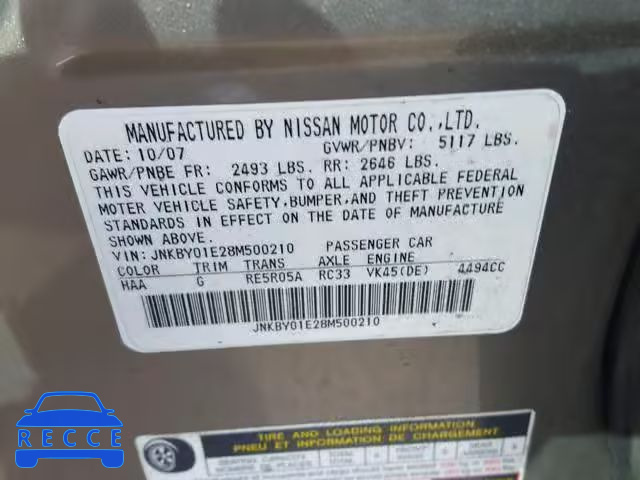 MANUFACTURED BY NISSAN MOTOR CO.,LTD.
DATE: 10/07 GVWR/PNBV: 5117 LBS.
GAWR/PNBE FR: 2493 LBS. RR: 2646 LBS.
THIS VEHICLE CONFORMS TO ALL APPLICABLE FEDERAL
MOTER VEHICLE SAFETY,BUMPER,AND THEFT PREVENTION
STANDARDS IN EFFECT ON THE DATE OF MANUFACTURE
SHOWN ABOVE.
VIN:JNKBY01E28M500210 PASSENGER CAR
COLOR TRIM TRANS AXLE ENGINE
HAA G RE5R05A RC33 VK45(DE) 4494CC
JNKBY01E28M500210
TIRE AND LOADING INFORMATION
PNEU ET INFORMATION DE CHARGEMENT
RECCE